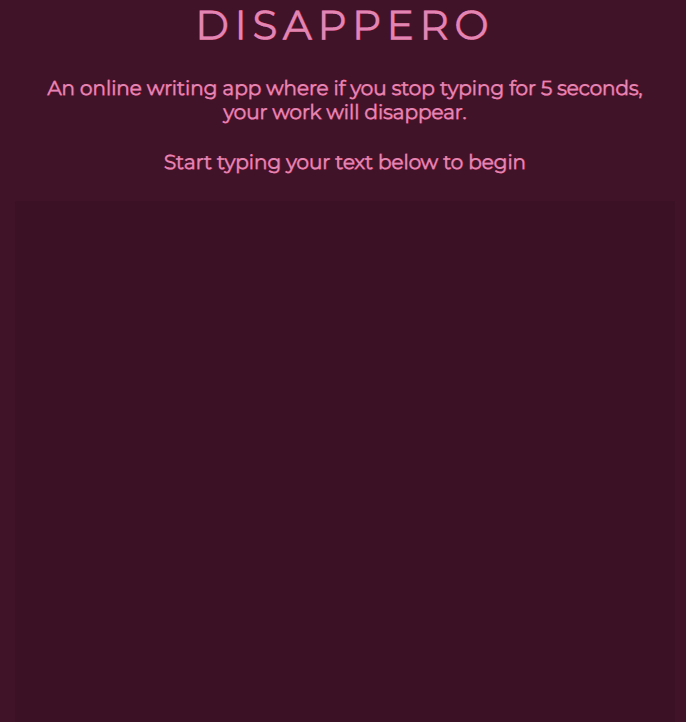 DISAPPERO
An online writing app where if you stop typing for 5 seconds,
your work will disappear.
Start typing your text below to begin